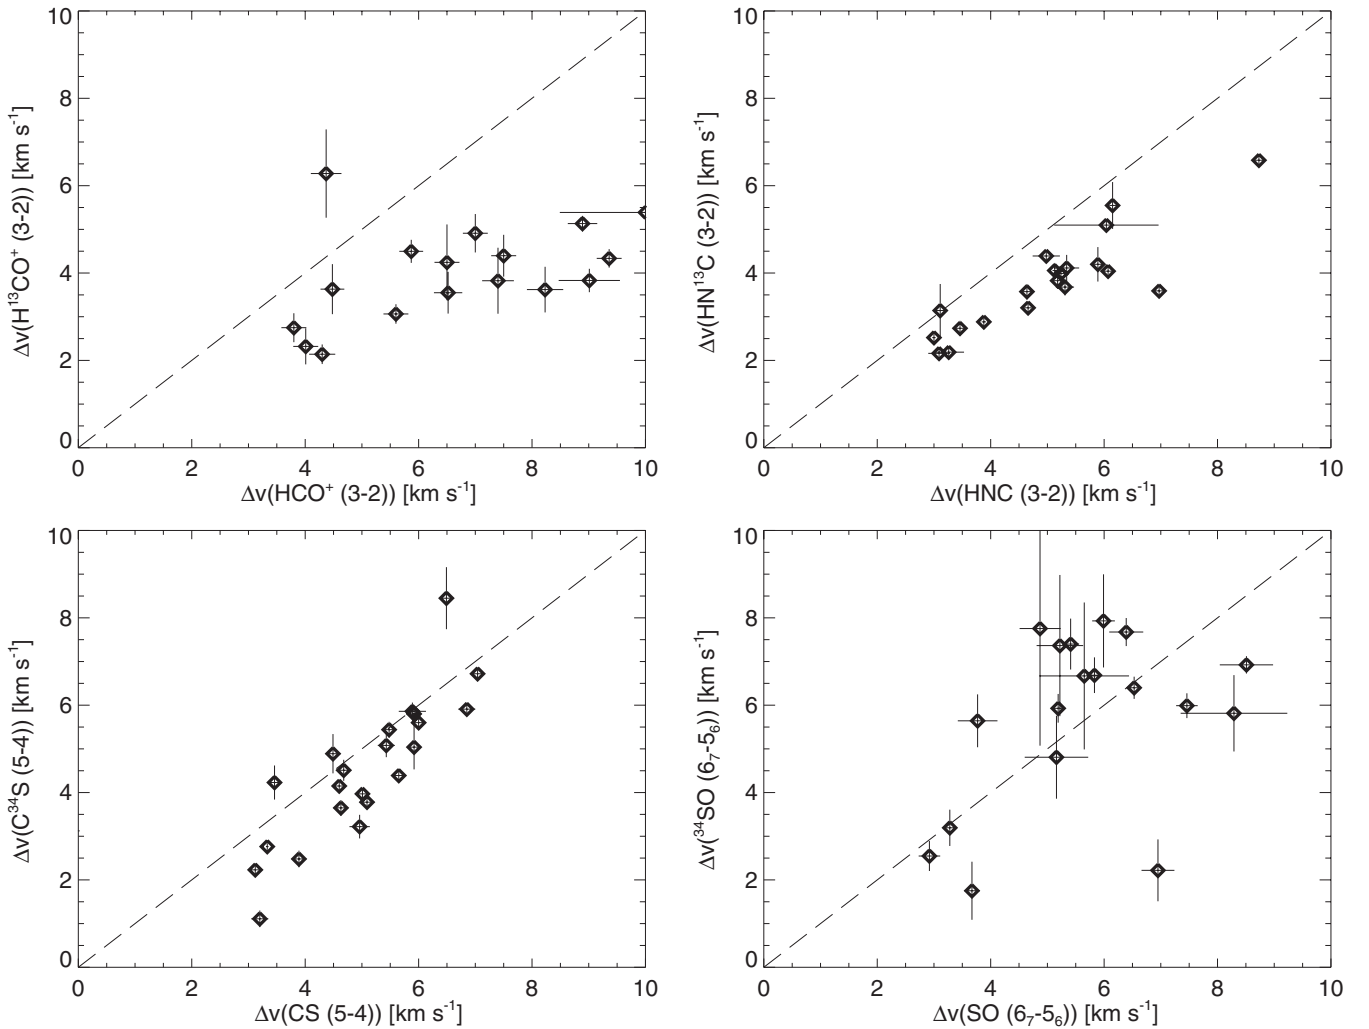 10
8
6
4
2
0
Δv(H¹³CO⁺ (3-2)) [km s⁻¹]
0 2 4 6 8 10
Δv(HCO⁺ (3-2)) [km s⁻¹]
10
8
6
4
2
0
Δv(HN¹³C (3-2)) [km s⁻¹]
0 2 4 6 8 10
Δv(HNC (3-2)) [km s⁻¹]
10
8
6
4
2
0
Δv(C³⁴S (5-4)) [km s⁻¹]
0 2 4 6 8 10
Δv(CS (5-4)) [km s⁻¹]
10
8
6
4
2
0
Δv(³⁴SO (6₇-5₆)) [km s⁻¹]
0 2 4 6 8 10
Δv(SO (6₇-5₆)) [km s⁻¹]